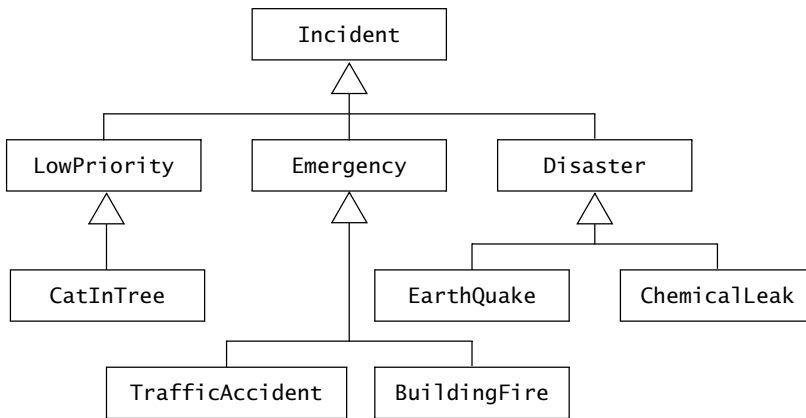 Incident
LowPriority
Emergency
Disaster
CatInTree
EarthQuake
ChemicalLeak
TrafficAccident
BuildingFire